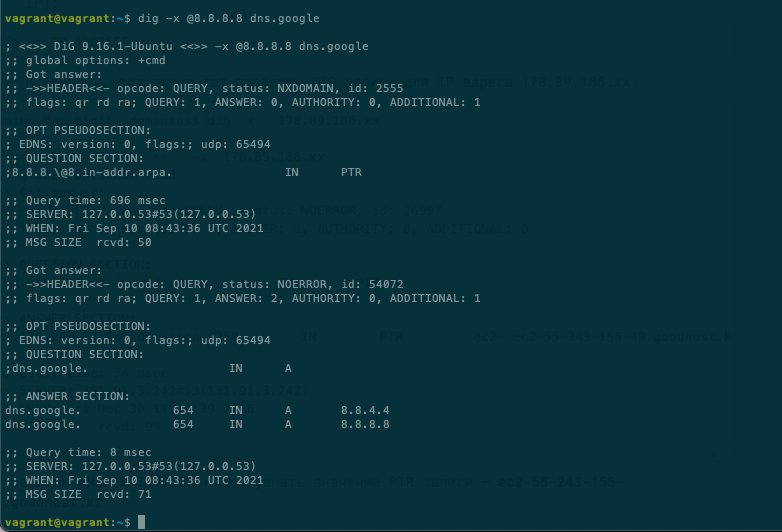 vagrant@vagrant:~$ dig -x @8.8.8.8 dns.google
; <<>> DiG 9.16.1-Ubuntu <<>> -x @8.8.8.8 dns.google
;; global options: +cmd
;; Got answer:
;; ->>HEADER<<- opcode: QUERY, status: NXDOMAIN, id: 2555
;; flags: qr rd ra; QUERY: 1, ANSWER: 0, AUTHORITY: 0, ADDITIONAL: 1
;; OPT PSEUDOSECTION:
; EDNS: version: 0, flags:; udp: 65494
;; QUESTION SECTION:
;8.8.8.\@8.in-addr.arpa. IN PTR
;; Query time: 696 msec
;; SERVER: 127.0.0.53#53(127.0.0.53)
;; WHEN: Fri Sep 10 08:43:36 UTC 2021
;; MSG SIZE rcvd: 50
;; Got answer:
;; ->>HEADER<<- opcode: QUERY, status: NOERROR, id: 54072
;; flags: qr rd ra; QUERY: 1, ANSWER: 2, AUTHORITY: 0, ADDITIONAL: 1
;; OPT PSEUDOSECTION:
; EDNS: version: 0, flags:; udp: 65494
;; QUESTION SECTION:
;dns.google. IN A
;; ANSWER SECTION:
dns.google. 654 IN A 8.8.4.4
dns.google. 654 IN A 8.8.8.8
;; Query time: 8 msec
;; SERVER: 127.0.0.53#53(127.0.0.53)
;; WHEN: Fri Sep 10 08:43:36 UTC 2021
;; MSG SIZE rcvd: 71
vagrant@vagrant:~$